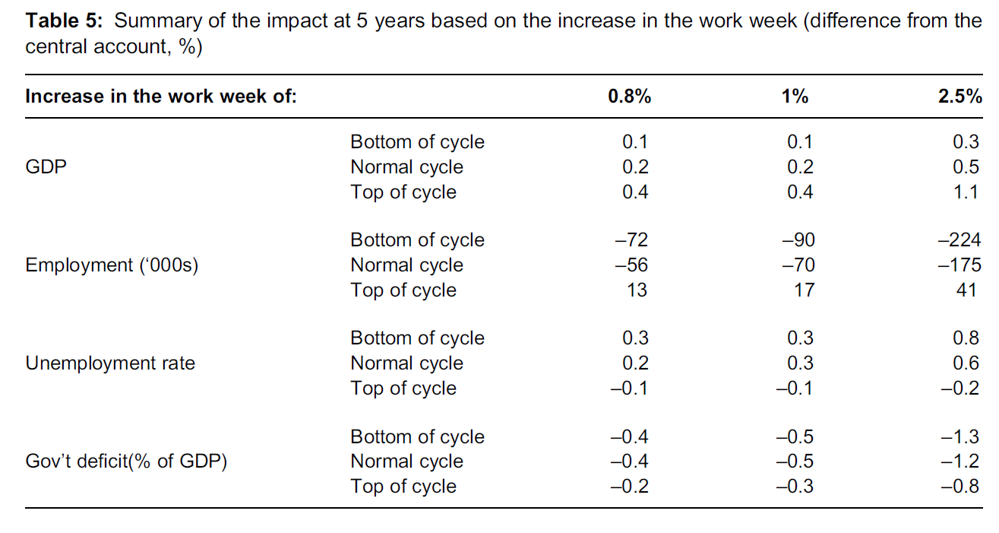 Table 5: Summary of the impact at 5 years based on the increase in the work week (difference from the
central account, %)
Increase in the work week of: 0.8% 1% 2.5%
Bottom of cycle 0.1 0.1 0.3
GDP Normal cycle 0.2 0.2 0.5
Top of cycle 0.4 0.4 1.1
Bottom of cycle –72 –90 –224
Employment (‘000s) Normal cycle –56 –70 –175
Top of cycle 13 17 41
Bottom of cycle 0.3 0.3 0.8
Unemployment rate Normal cycle 0.2 0.3 0.6
Top of cycle –0.1 –0.1 –0.2
Bottom of cycle –0.4 –0.5 –1.3
Gov’t deficit(% of GDP) Normal cycle –0.4 –0.5 –1.2
Top of cycle –0.2 –0.3 –0.8